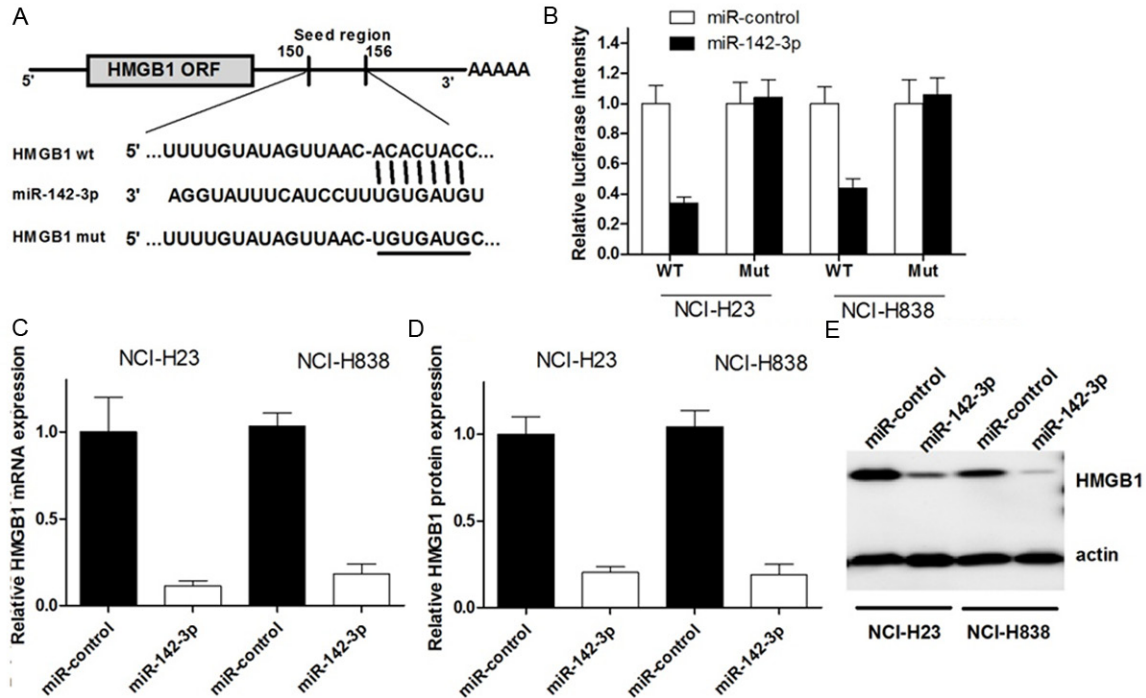 A
Seed region
150
156
5'
HMGB1 ORF
3'
AAAAA
HMGB1 wt 5' ...UUUUGUAUAGUUAAC-ACACUACC...
miR-142-3p 3' AGGUAUUUCAUCCUUUGUGAUGU
HMGB1 mut 5' ...UUUUGUAUAGUUAAC-UGUGAUGC...
B
miR-control
miR-142-3p
Relative luciferase intensity
1.4
1.2
1.0
0.8
0.6
0.4
0.2
0.0
WT Mut WT Mut
NCI-H23 NCI-H838
C
NCI-H23 NCI-H838
Relative HMGB1 mRNA expression
1.0
0.5
0.0
miR-control miR-142-3p miR-control miR-142-3p
D
NCI-H23 NCI-H838
Relative HMGB1 protein expression
1.0
0.5
0.0
miR-control miR-142-3p miR-control miR-142-3p
E
miR-control miR-142-3p miR-control miR-142-3p
HMGB1
actin
NCI-H23 NCI-H838